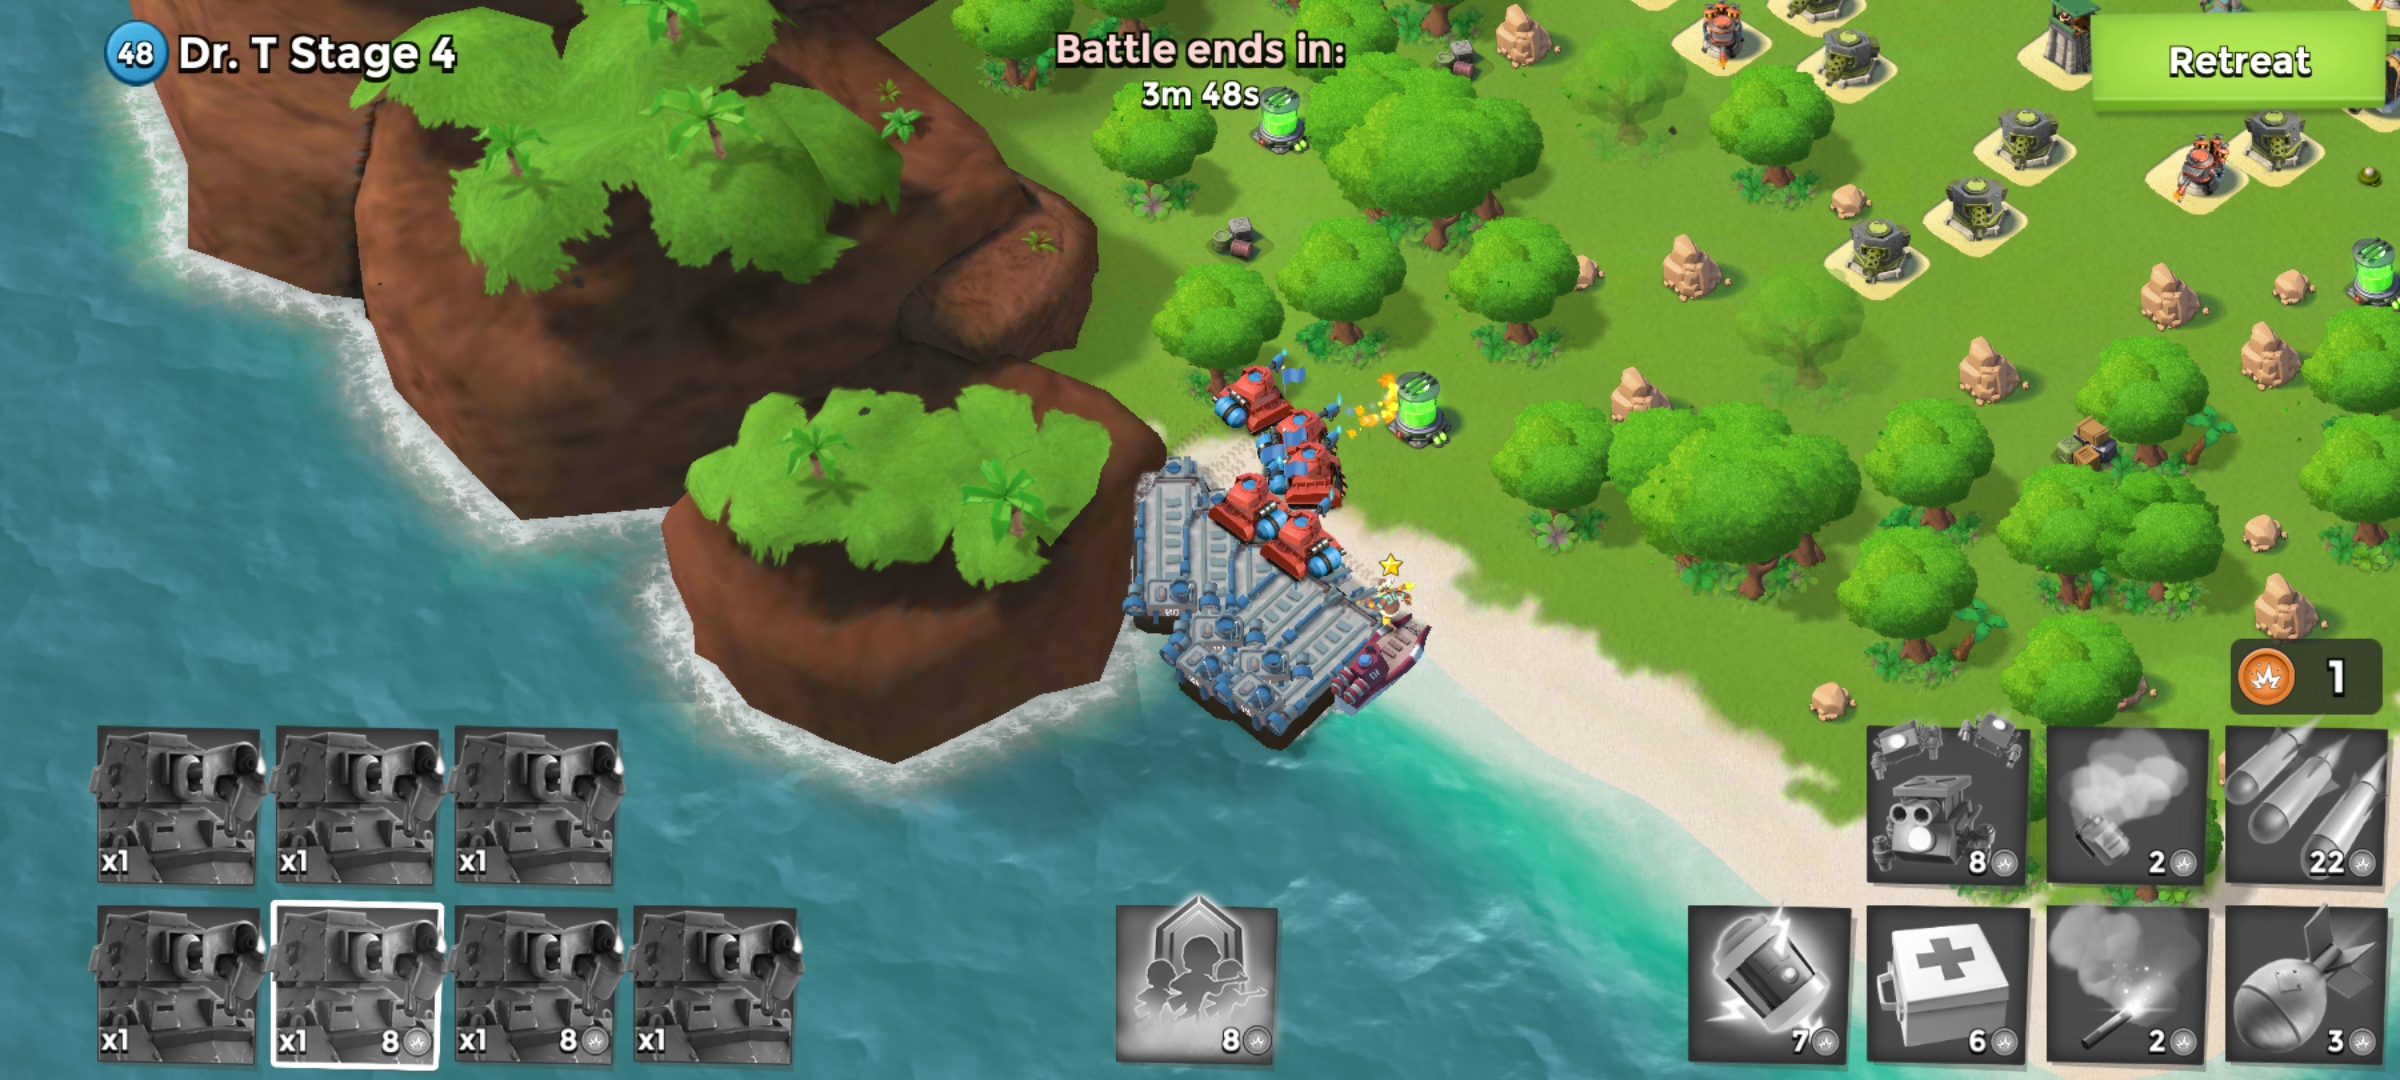 48 Dr. T Stage 4
Battle ends in:
3m 48s
Retreat
1
x1 x1 x1
8 2 22
x1 x1 8 x1 8 x1
8
7 6 2 3